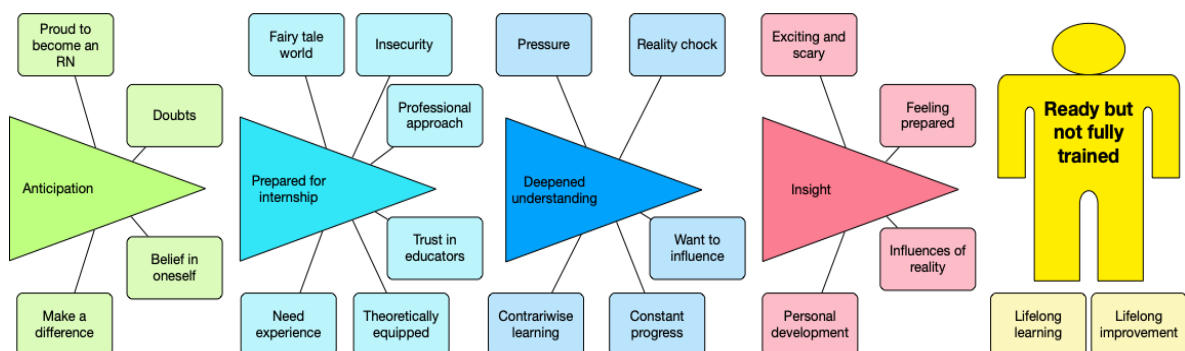 Proud to
become an
RN
Doubts
Anticipation
Belief in
oneself
Make a
difference
Fairy tale
world
Insecurity
Professional
approach
Prepared for
internship
Trust in
educators
Need
experience
Theoretically
equipped
Pressure
Reality chock
Deepened
understanding
Want to
influence
Contrariwise
learning
Constant
progress
Exciting and
scary
Feeling
prepared
Insight
Influences of
reality
Personal
development
Ready but
not fully
trained
Lifelong
learning
Lifelong
improvement